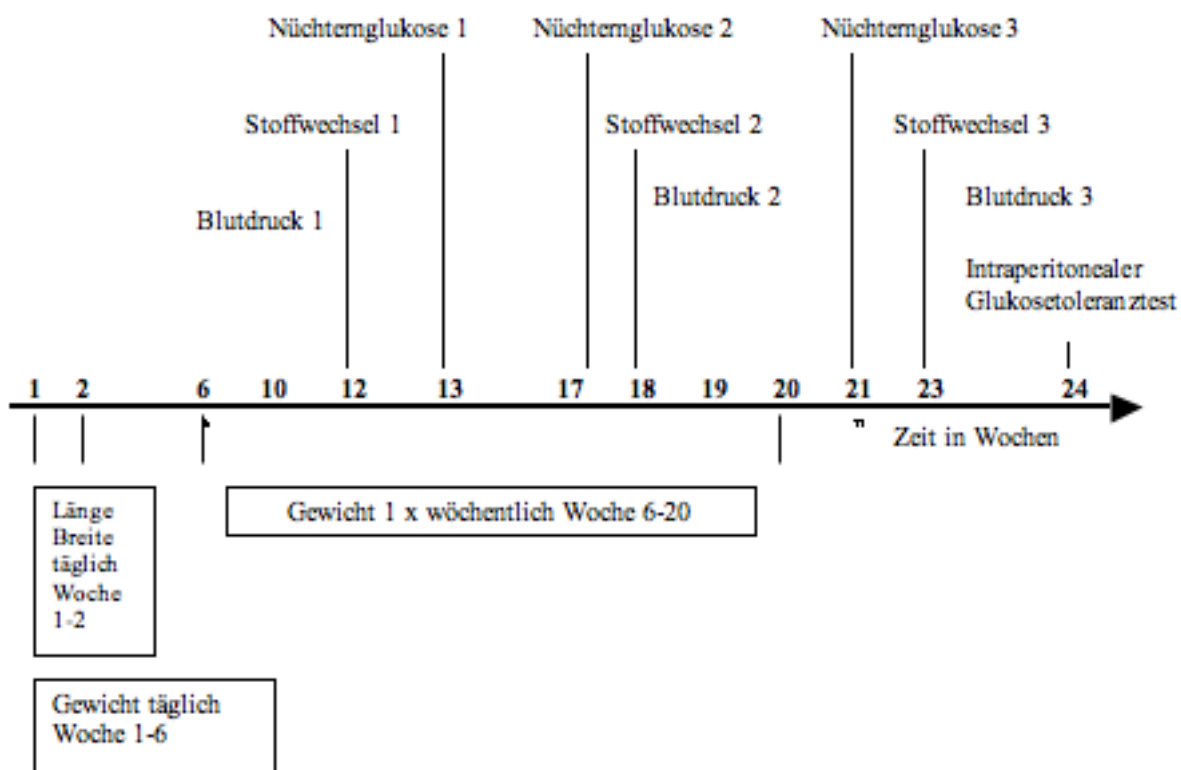 Nüchternglukose 1 Nüchternglukose 2 Nüchternglukose 3
Stoffwechsel 1 Stoffwechsel 2 Stoffwechsel 3
Blutdruck 1 Blutdruck 2 Blutdruck 3
Intraperitonealer
Glukosetoleranztest
1 2 6 10 12 13 17 18 19 20 21 23 24
Zeit in Wochen
Länge
Breite
täglich
Woche
1-2
Gewicht 1 x wöchentlich Woche 6-20
Gewicht täglich
Woche 1-6